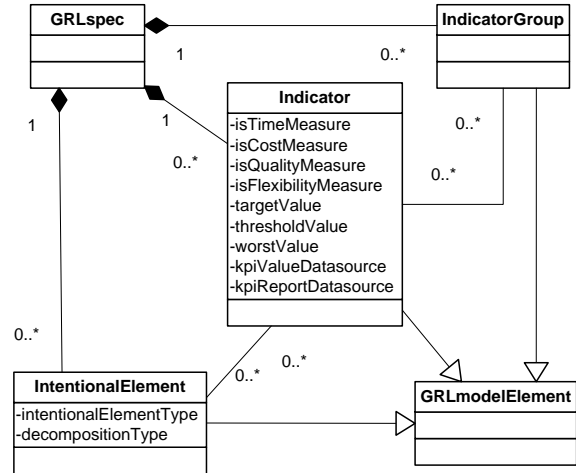 GRLspec
IndicatorGroup
1
0..*
Indicator
1
1
0..*
-isTimeMeasure
-isCostMeasure
-isQualityMeasure
-isFlexibilityMeasure
-targetValue
-thresholdValue
-worstValue
-kpiValueDatasource
-kpiReportDatasource
0..*
0..*
0..*
0..*
0..*
IntentionalElement
-intentionalElementType
-decompositionType
GRLmodelElement